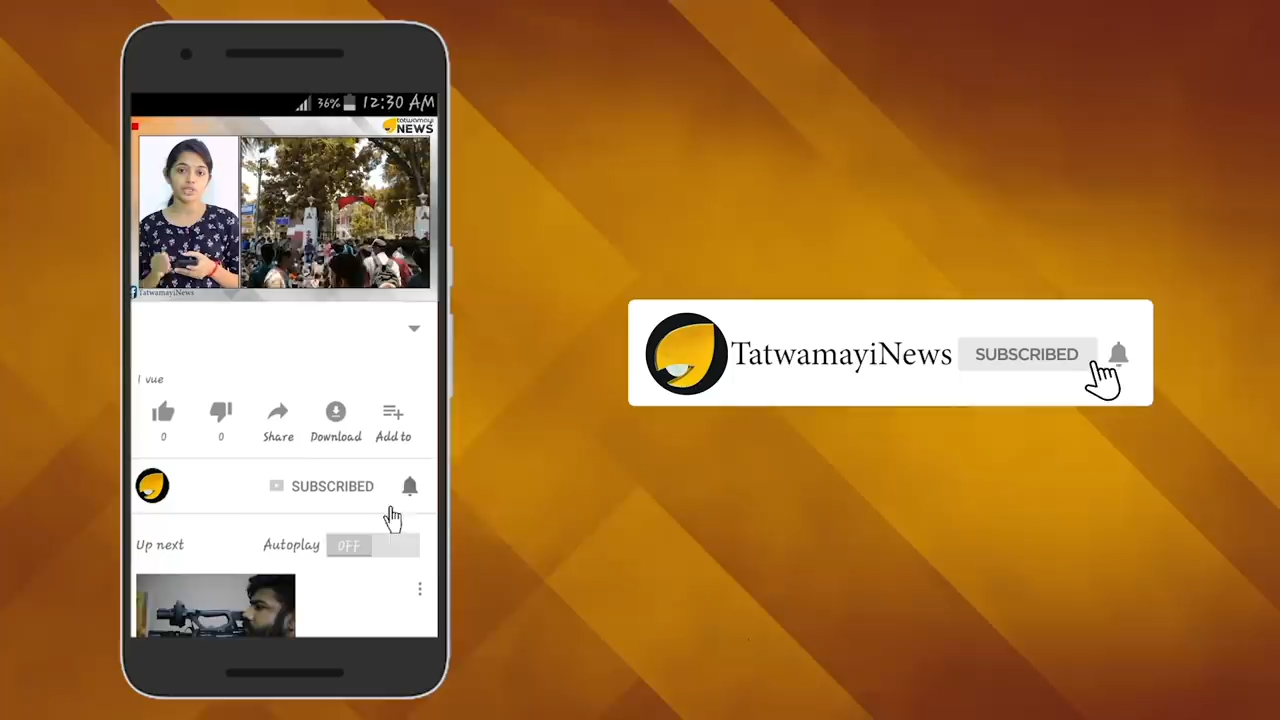 36% 12:30 AM
tatwamayi
NEWS
TatwamayiNews
1 vue
0 0 Share Download Add to
SUBSCRIBED
Up next Autoplay OFF
TatwamayiNews SUBSCRIBED